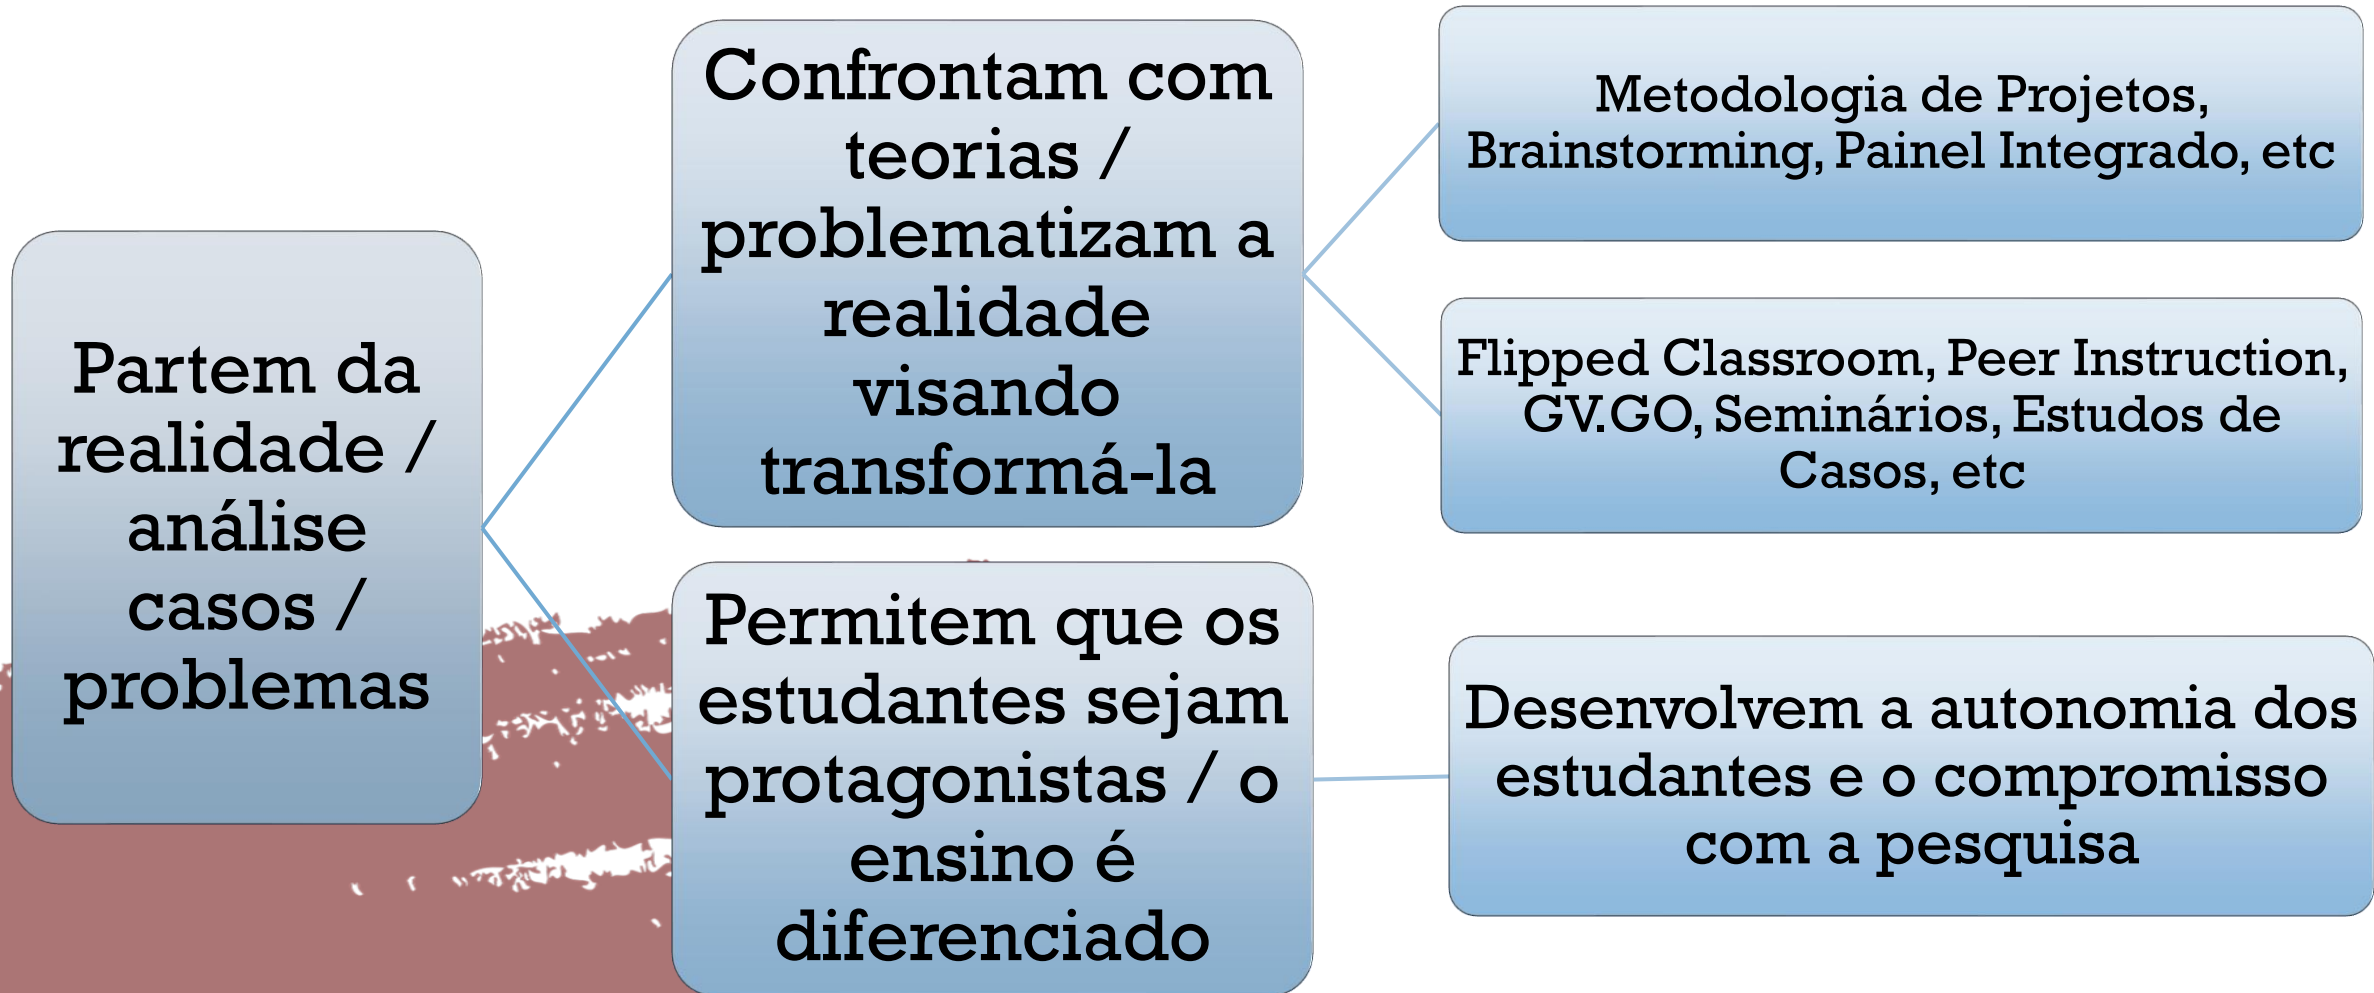 Partem da
realidade /
análise
casos /
problemas
Confrontam com
teorias /
problematizam a
realidade
visando
transformá-la
Metodologia de Projetos,
Brainstorming, Painel Integrado, etc
Flipped Classroom, Peer Instruction,
GV.GO, Seminários, Estudos de
Casos, etc
Permitem que os
estudantes sejam
protagonistas / o
ensino é
diferenciado
Desenvolvem a autonomia dos
estudantes e o compromisso
com a pesquisa